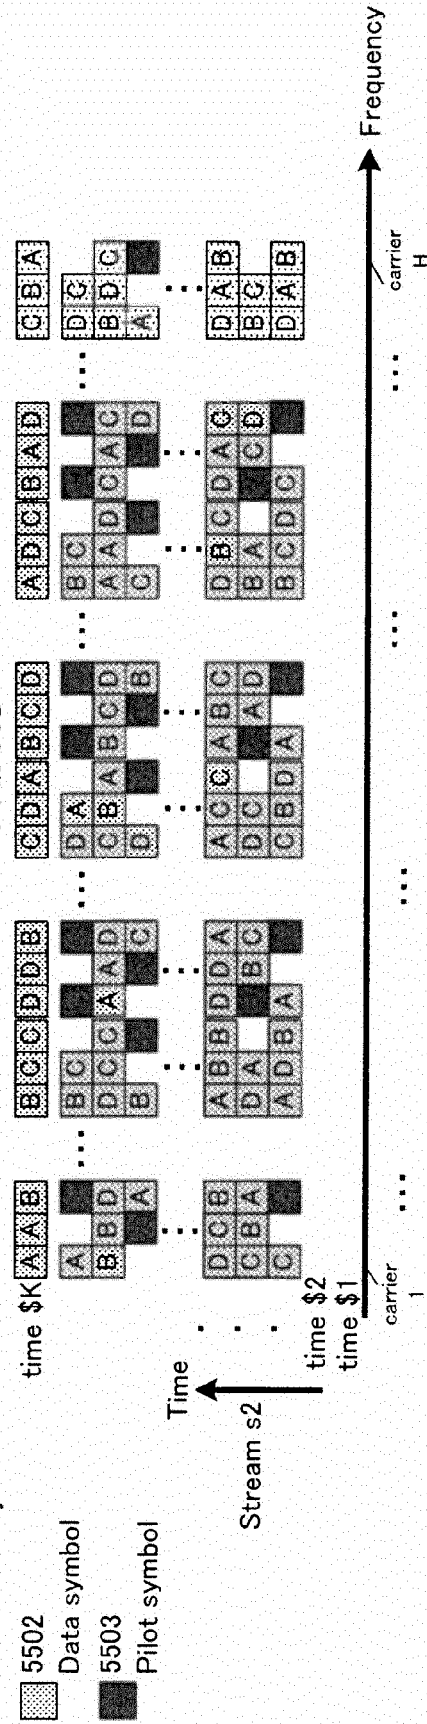 5502
Data symbol
5503
Pilot symbol
time $K
A A B ... B C C D D B ... C D A B C D ... A D C B A D ... C B A
A ... B C ... D A ... B C ... D C
B B D D C C A A D C B A B C D A A D C A C B D C
A B C D B C D A
Time
D C B A B B D D A A C C A B C D B C D A C D A B
C B A D A B C D C A D B A C D B C
C A D B A C B D A B C D C D A B
Stream s2
time $2
time $1
Frequency
carrier 1
carrier H